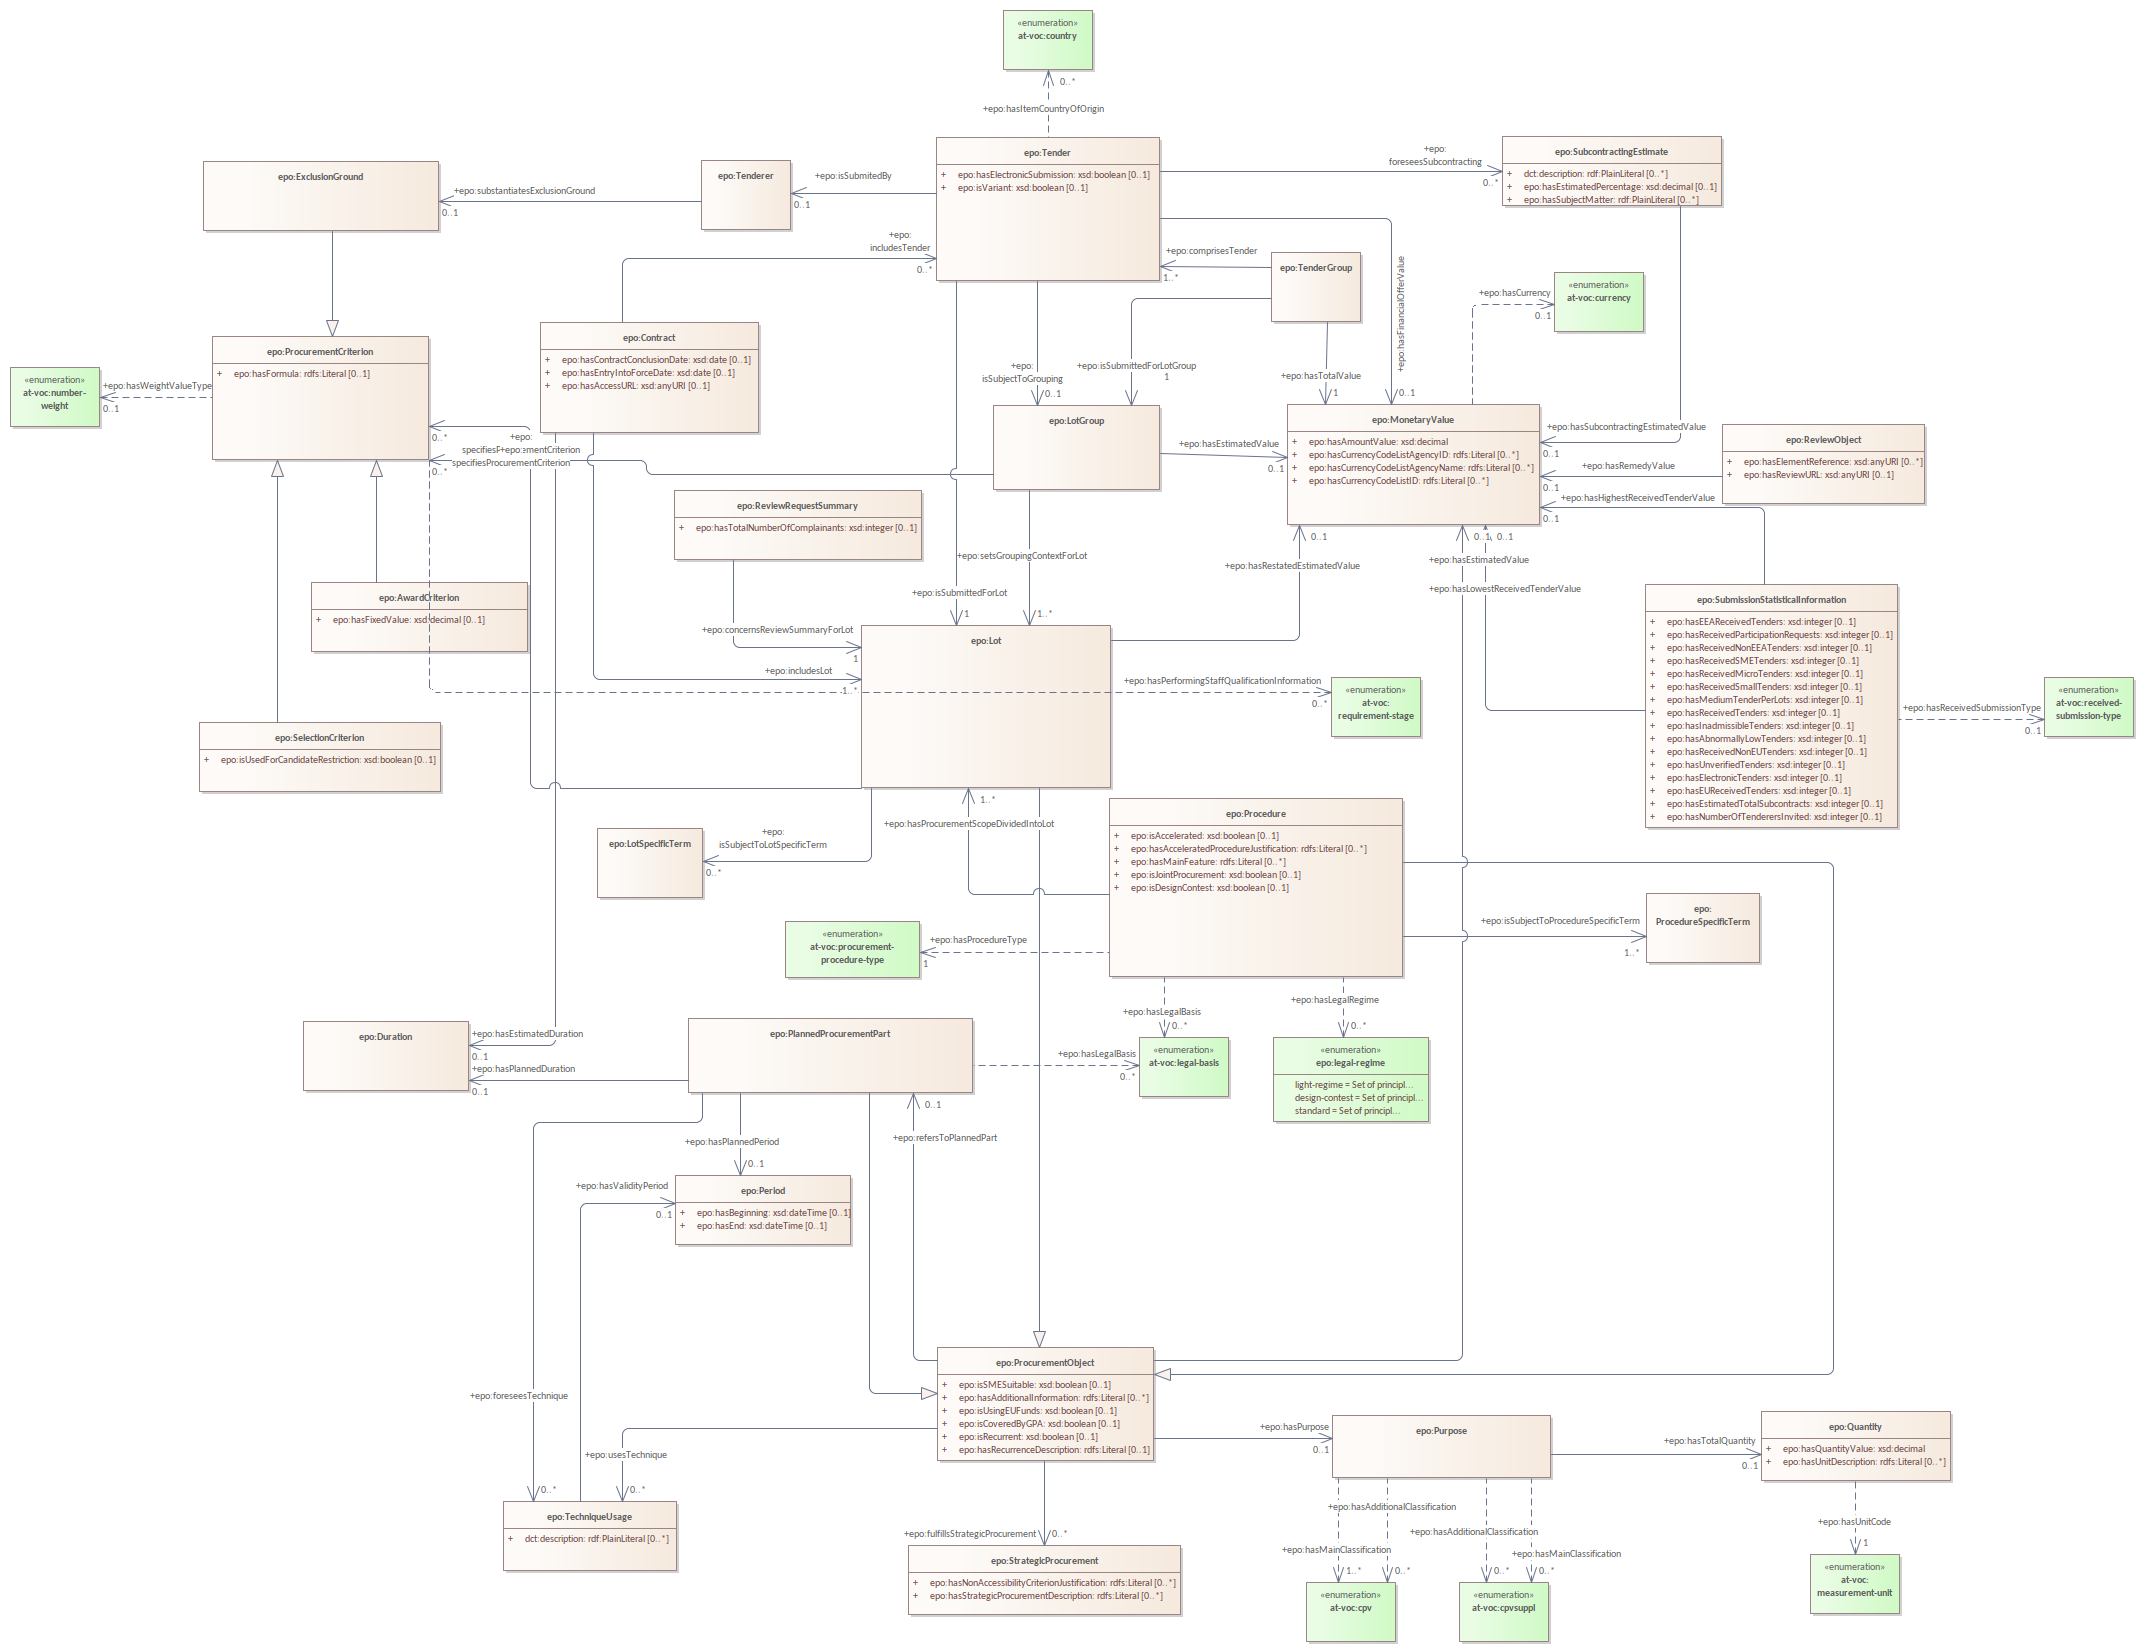 «enumeration»
at-voc:country
0..*
+epo:hasItemCountryOfOrigin
epo:Tender
+ epo:hasElectronicSubmission: xsd:boolean [0..1]
+ epo:isVariant: xsd:boolean [0..1]
+epo:
foreseesSubcontracting
0..*
epo:SubcontractingEstimate
+ dct:description: rdf:PlainLiteral [0..*]
+ epo:hasEstimatedPercentage: xsd:decimal [0..1]
+ epo:hasSubjectMatter: rdf:PlainLiteral [0..*]
epo:ExclusionGround
+epo:substantiatesExclusionGround
0..1
epo:Tenderer
+epo:isSubmitedBy
0..1
+epo:
includesTender
0..*
+epo:comprisesTender
1..*
epo:TenderGroup
+epo:hasFinancialOfferValue
0..1
«enumeration»
at-voc:currency
+epo:hasCurrency
0..1
epo:ProcurementCriterion
+ epo:hasFormula: rdfs:Literal [0..1]
«enumeration»
at-voc:number-
weight
+epo:hasWeightValueType
0..1
epo:Contract
+ epo:hasContractConclusionDate: xsd:date [0..1]
+ epo:hasEntryIntoForceDate: xsd:date [0..1]
+ epo:hasAccessURL: xsd:anyURI [0..1]
+epo:
isSubjectToGrouping
0..1
+epo:isSubmittedForLotGroup
1
+epo:hasTotalValue
1
epo:LotGroup
+epo:hasEstimatedValue
0..1
epo:MonetaryValue
+ epo:hasAmountValue: xsd:decimal
+ epo:hasCurrencyCodeListAgencyID: rdfs:Literal [0..*]
+ epo:hasCurrencyCodeListAgencyName: rdfs:Literal [0..*]
+ epo:hasCurrencyCodeListID: rdfs:Literal [0..*]
+epo:hasSubcontractingEstimatedValue
0..1
+epo:hasRemedyValue
0..1
+epo:hasHighestReceivedTenderValue
0..1
epo:ReviewObject
+ epo:hasElementReference: xsd:anyURI [0..*]
+ epo:hasReviewURL: xsd:anyURI [0..1]
0..*
+epo:
specifiesP+epo:ementCriterion
specifiesProcurementCriterion
0..*
epo:ReviewRequestSummary
+ epo:hasTotalNumberOfComplainants: xsd:integer [0..1]
+epo:setsGroupingContextForLot
1..*
+epo:isSubmittedForLot
1
0..1
+epo:hasRestatedEstimatedValue
0..1
0..1
+epo:hasEstimatedValue
+epo:hasLowestReceivedTenderValue
epo:AwardCriterion
+ epo:hasFixedValue: xsd:decimal [0..1]
+epo:concernsReviewSummaryForLot
1
+epo:includesLot
1..*
epo:Lot
+epo:hasPerformingStaffQualificationInformation
0..*
«enumeration»
at-voc:
requirement-stage
epo:SubmissionStatisticalInformation
+ epo:hasEEAReceivedTenders: xsd:integer [0..1]
+ epo:hasReceivedParticipationRequests: xsd:integer [0..1]
+ epo:hasReceivedNonEEATenders: xsd:integer [0..1]
+ epo:hasReceivedSMETenders: xsd:integer [0..1]
+ epo:hasReceivedMicroTenders: xsd:integer [0..1]
+ epo:hasReceivedSmallTenders: xsd:integer [0..1]
+ epo:hasMediumTenderPerLots: xsd:integer [0..1]
+ epo:hasReceivedTenders: xsd:integer [0..1]
+ epo:hasInadmissibleTenders: xsd:integer [0..1]
+ epo:hasAbnormallyLowTenders: xsd:integer [0..1]
+ epo:hasReceivedNonEUTenders: xsd:integer [0..1]
+ epo:hasUnverifiedTenders: xsd:integer [0..1]
+ epo:hasElectronicTenders: xsd:integer [0..1]
+ epo:hasEUReceivedTenders: xsd:integer [0..1]
+ epo:hasEstimatedTotalSubcontracts: xsd:integer [0..1]
+ epo:hasNumberOfTenderersInvited: xsd:integer [0..1]
+epo:hasReceivedSubmissionType
0..1
«enumeration»
at-voc:received-
submission-type
epo:SelectionCriterion
+ epo:isUsedForCandidateRestriction: xsd:boolean [0..1]
epo:LotSpecificTerm
+epo:
isSubjectToLotSpecificTerm
0..*
1..*
+epo:hasProcurementScopeDividedIntoLot
epo:Procedure
+ epo:isAccelerated: xsd:boolean [0..1]
+ epo:hasAcceleratedProcedureJustification: rdfs:Literal [0..*]
+ epo:hasMainFeature: rdfs:Literal [0..*]
+ epo:isJointProcurement: xsd:boolean [0..1]
+ epo:isDesignContest: xsd:boolean [0..1]
«enumeration»
at-voc:procurement-
procedure-type
+epo:hasProcedureType
1
+epo:isSubjectToProcedureSpecificTerm
1..*
epo:
ProcedureSpecificTerm
+epo:hasLegalBasis
0..*
+epo:hasLegalRegime
0..*
epo:Duration
+epo:hasEstimatedDuration
0..1
+epo:hasPlannedDuration
0..1
epo:PlannedProcurementPart
+epo:hasLegalBasis
0..*
«enumeration»
at-voc:legal-basis
«enumeration»
epo:legal-regime
light-regime = Set of principl...
design-contest = Set of principl...
standard = Set of principl...
0..1
+epo:refersToPlannedPart
+epo:hasPlannedPeriod
0..1
+epo:hasValidityPeriod
0..1
epo:Period
+ epo:hasBeginning: xsd:dateTime [0..1]
+ epo:hasEnd: xsd:dateTime [0..1]
epo:ProcurementObject
+ epo:isSMESuitable: xsd:boolean [0..1]
+ epo:hasAdditionalInformation: rdfs:Literal [0..*]
+ epo:isUsingEUFunds: xsd:boolean [0..1]
+ epo:isCoveredByGPA: xsd:boolean [0..1]
+ epo:isRecurrent: xsd:boolean [0..1]
+ epo:hasRecurrenceDescription: rdfs:Literal [0..1]
+epo:foreseesTechnique
0..*
+epo:usesTechnique
0..*
epo:TechniqueUsage
+ dct:description: rdf:PlainLiteral [0..*]
+epo:hasPurpose
0..1
epo:Purpose
+epo:hasTotalQuantity
0..1
epo:Quantity
+ epo:hasQuantityValue: xsd:decimal
+ epo:hasUnitDescription: rdfs:Literal [0..*]
+epo:fulfillsStrategicProcurement
0..*
epo:StrategicProcurement
+ epo:hasNonAccessibilityCriterionJustification: rdfs:Literal [0..*]
+ epo:hasStrategicProcurementDescription: rdfs:Literal [0..*]
+epo:hasAdditionalClassification
+epo:hasAdditionalClassification
+epo:hasMainClassification
+epo:hasMainClassification
1..*
0..*
0..*
0..*
«enumeration»
at-voc:cpv
«enumeration»
at-voc:cpvsuppl
+epo:hasUnitCode
1
«enumeration»
at-voc:
measurement-unit